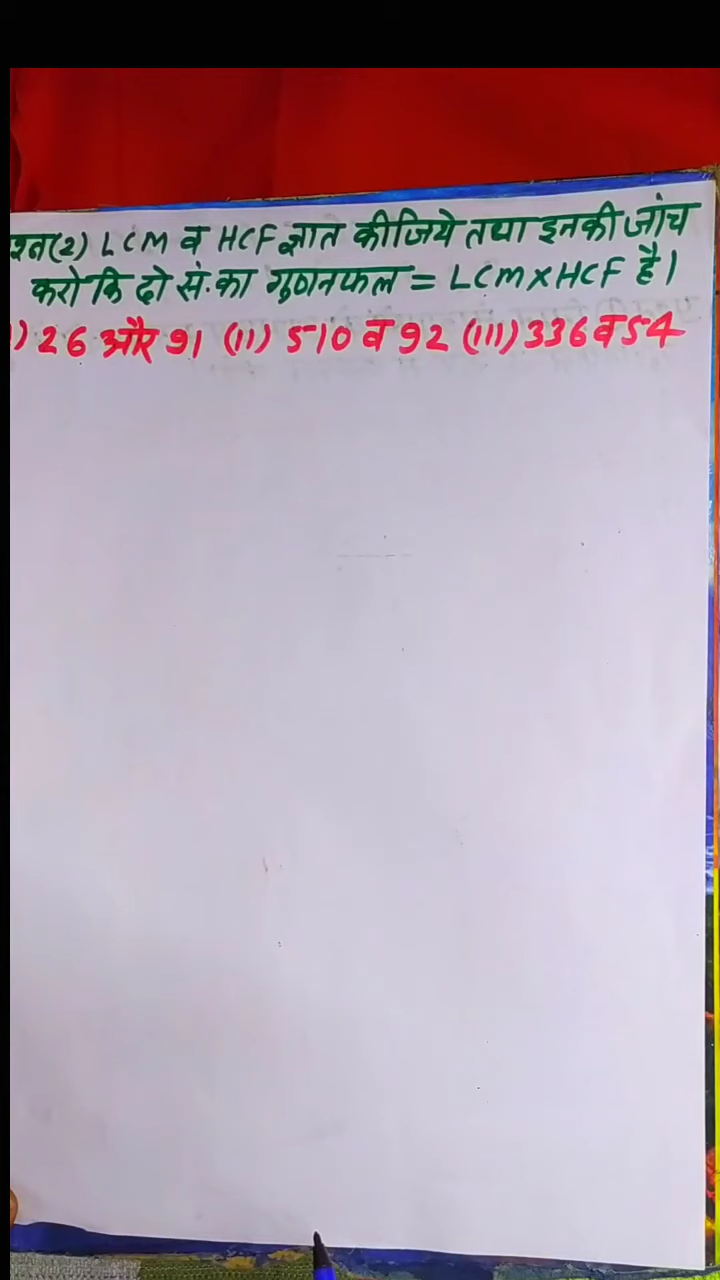 श्न(2) LCM व HCF ज्ञात कीजिये तथा इनकी जांच
करो कि दो सं.का गुणनफल = LCM×HCF है।
) 26 और 91 (II) 510 व 92 (III) 336 व 54